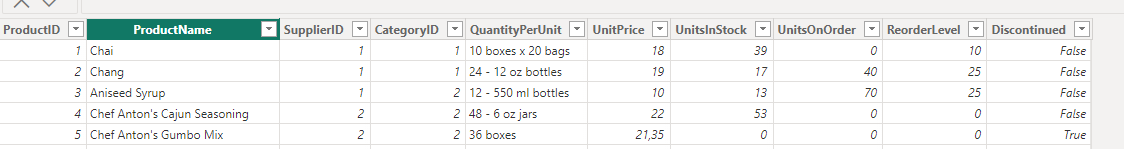 ProductID ProductName SupplierID CategoryID QuantityPerUnit UnitPrice UnitsInStock UnitsOnOrder ReorderLevel Discontinued
1 Chai 1 1 10 boxes x 20 bags 18 39 0 10 False
2 Chang 1 1 24 - 12 oz bottles 19 17 40 25 False
3 Aniseed Syrup 1 2 12 - 550 ml bottles 10 13 70 25 False
4 Chef Anton's Cajun Seasoning 2 2 48 - 6 oz jars 22 53 0 0 False
5 Chef Anton's Gumbo Mix 2 2 36 boxes 21,35 0 0 0 True